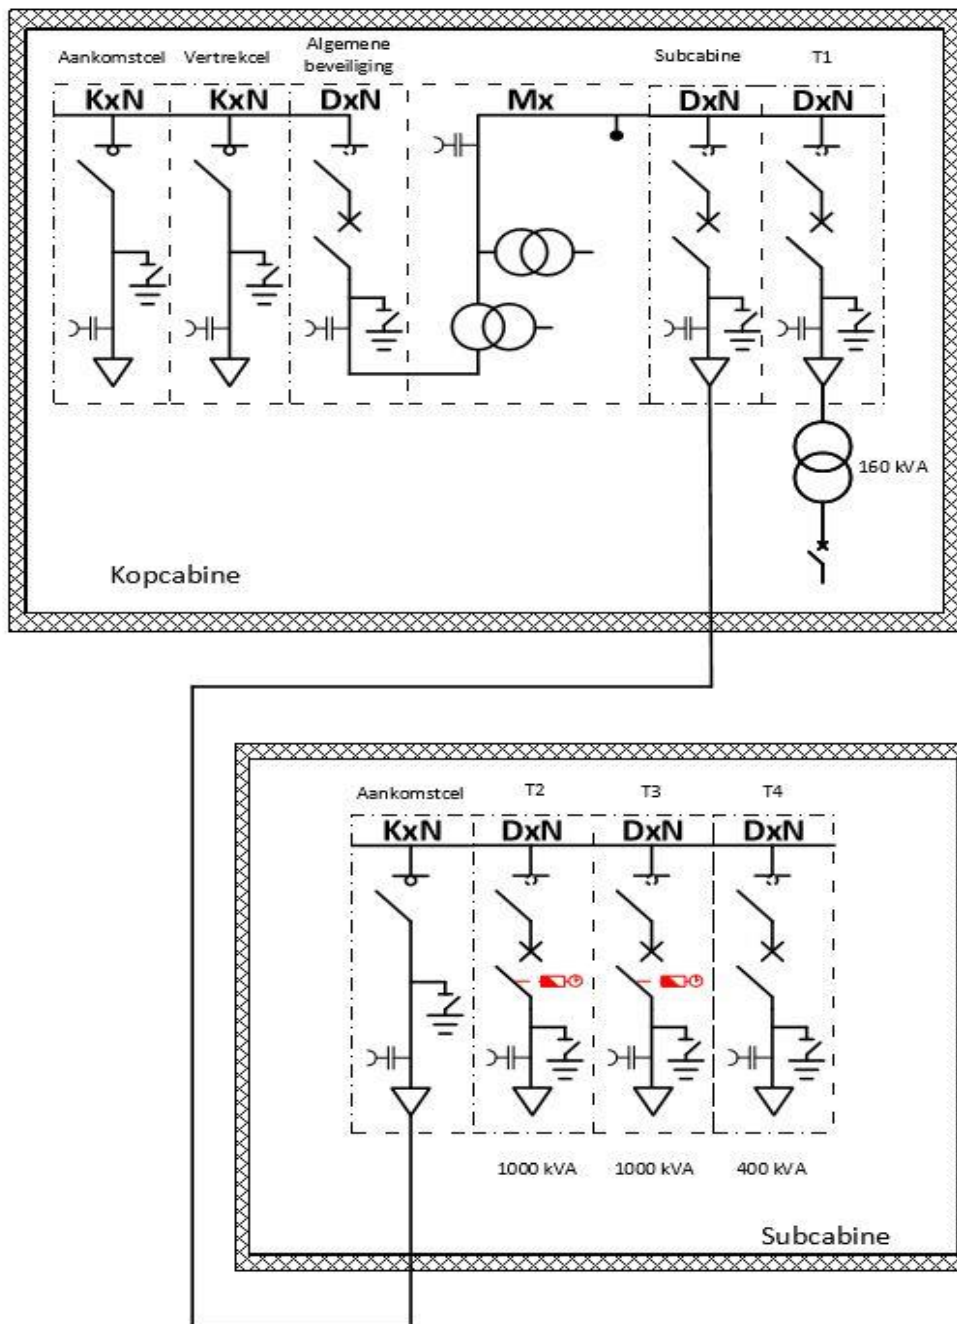 Aankomstcel
Vertrekcel
Algemene
beveiliging
Subcabine
T1
KxN
KxN
DxN
Mx
DxN
DxN
160 kVA
Kopcabine
Aankomstcel
T2
T3
T4
KxN
DxN
DxN
DxN
1000 kVA
1000 kVA
400 kVA
Subcabine